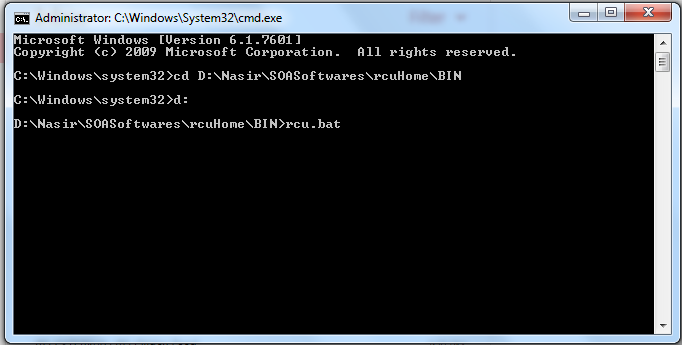 Administrator: C:\Windows\System32\cmd.exe
Microsoft Windows [Version 6.1.7601]
Copyright (c) 2009 Microsoft Corporation.  All rights reserved.
C:\Windows\system32>cd D:\Nasir\SOASoftwares\rcuHome\BIN
C:\Windows\system32>d:
D:\Nasir\SOASoftwares\rcuHome\BIN>rcu.bat